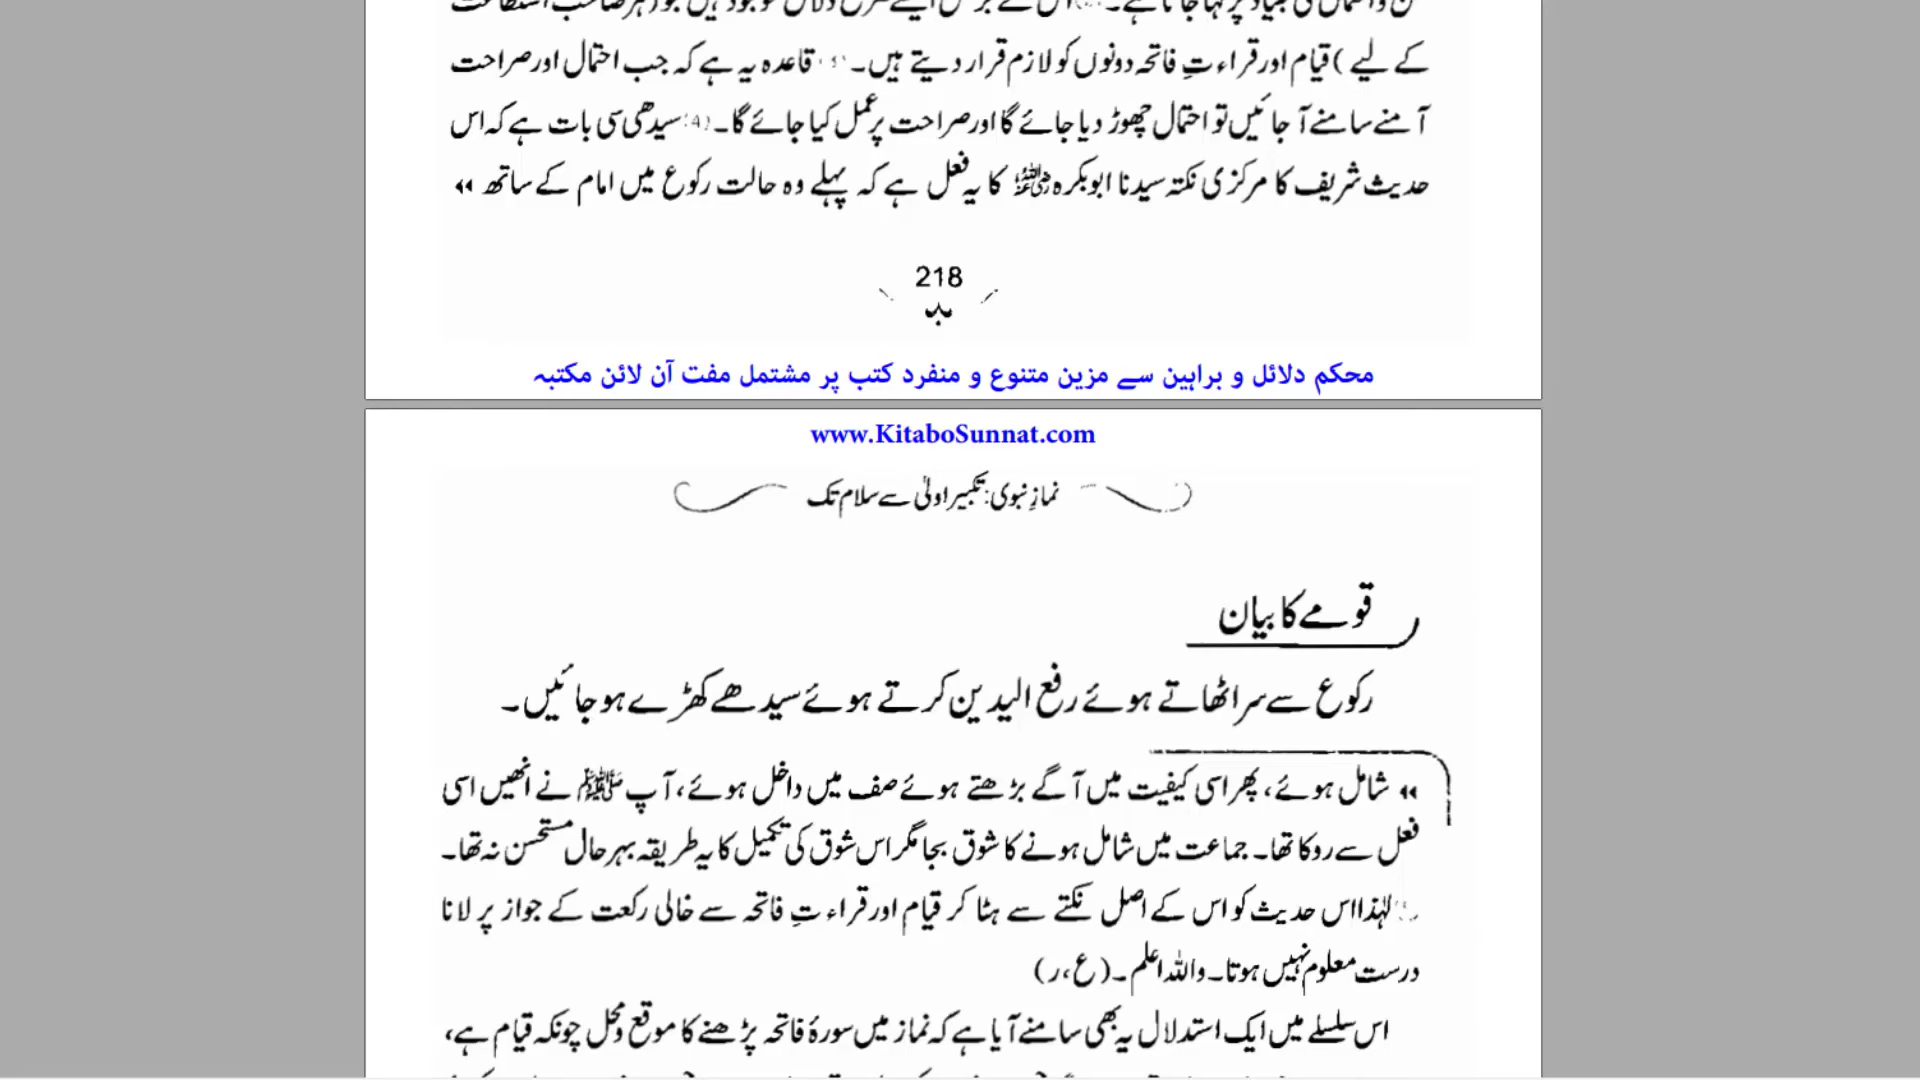 کے لیے ) قیام اور قراءتِ فاتحہ دونوں کو لازم قرار دیتے ہیں۔ قاعدہ یہ ہے کہ جب احتمال اور صراحت
آمنے سامنے آ جائیں تو احتمال چھوڑ دیا جائے گا اور صراحت پر عمل کیا جائے گا۔ (4) سیدھی سی بات ہے کہ اس
حدیث شریف کا مرکزی نکتہ سیدنا ابوبکرہ رضی اللہ عنہ کا یہ فعل ہے کہ پہلے وہ حالت رکوع میں امام کے ساتھ ◄◄
218
محکم دلائل و براہین سے مزین متنوع و منفرد کتب پر مشتمل مفت آن لائن مکتبہ
www.KitaboSunnat.com
نمازِ نبوی: تکبیر اولیٰ سے سلام تک
قومے کا بیان
رکوع سے سر اٹھاتے ہوئے رفع الیدین کرتے ہوئے سیدھے کھڑے ہو جائیں۔
◄◄ شامل ہوئے، پھر اسی کیفیت میں آگے بڑھتے ہوئے صف میں داخل ہوئے، آپ ﷺ نے انھیں اسی
فعل سے روکا تھا۔ جماعت میں شامل ہونے کا شوق بجا مگر اس شوق کی تکمیل کا یہ طریقہ بہر حال مستحسن نہ تھا۔
لہٰذا اس حدیث کو اس کے اصل نکتے سے ہٹا کر قیام اور قراءتِ فاتحہ سے خالی رکعت کے جواز پر لانا
درست معلوم نہیں ہوتا۔ واللہ اعلم۔ (ع،ر)
اس سلسلے میں ایک استدلال یہ بھی سامنے آیا ہے کہ نماز میں سورۂ فاتحہ پڑھنے کا موقع ومحل چونکہ قیام ہے،